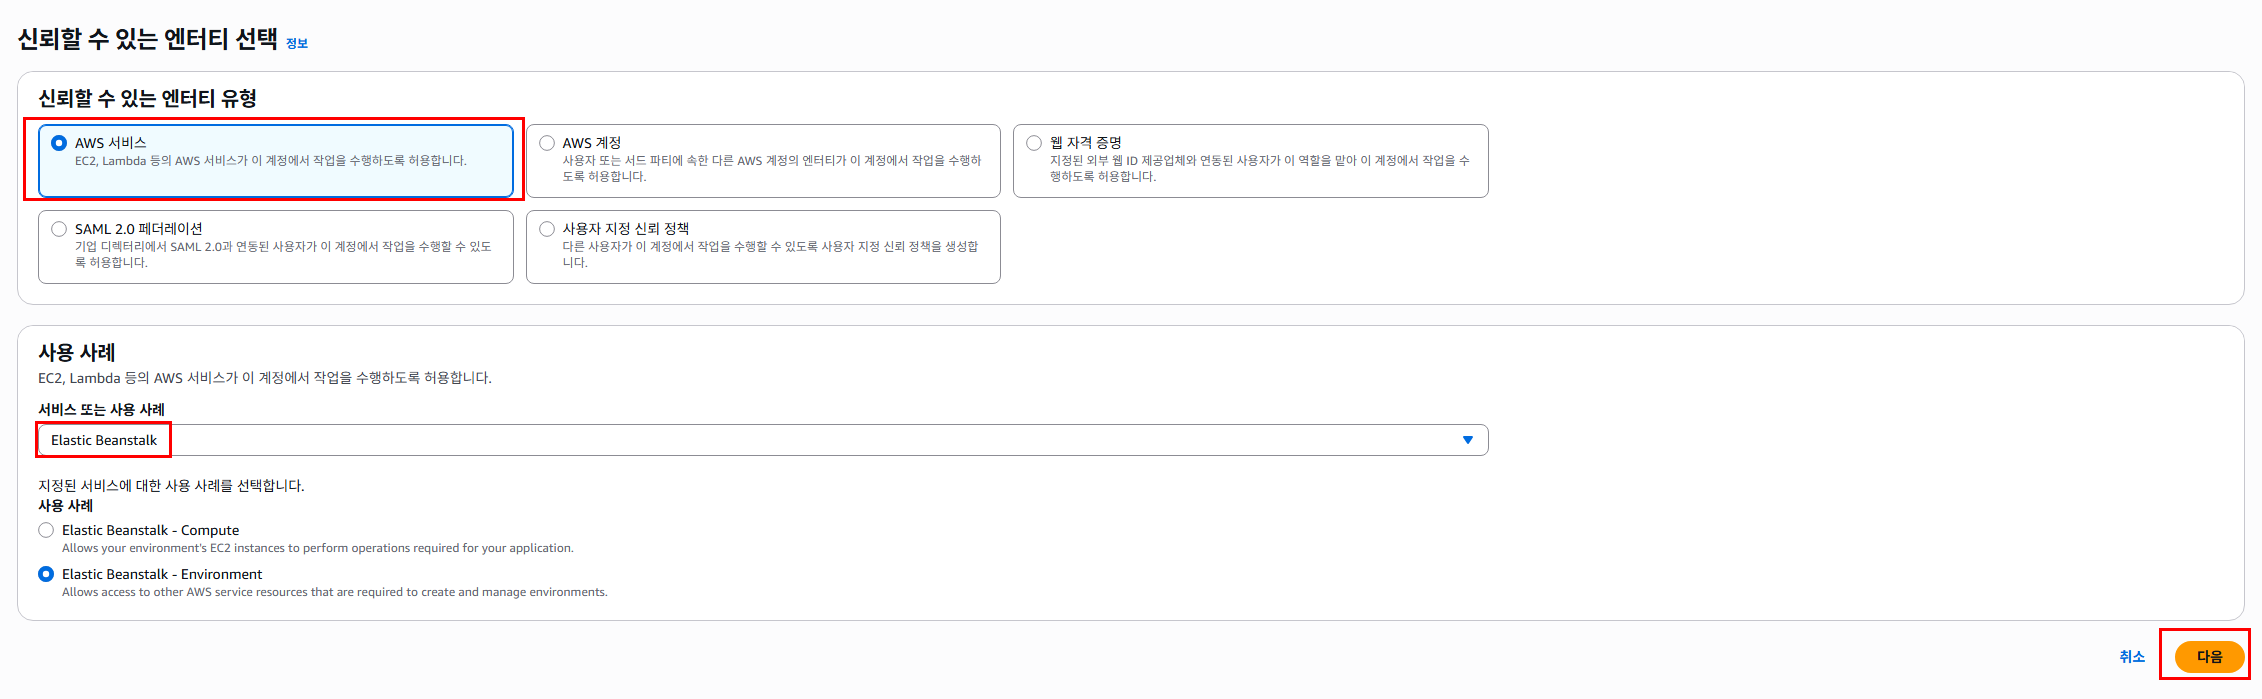 신뢰할 수 있는 엔터티 선택 정보
신뢰할 수 있는 엔터티 유형
AWS 서비스
EC2, Lambda 등의 AWS 서비스가 이 계정에서 작업을 수행하도록 허용합니다.
AWS 계정
사용자 또는 서드 파티에 속한 다른 AWS 계정의 엔터티가 이 계정에서 작업을 수행하
도록 허용합니다.
웹 자격 증명
지정된 외부 웹 ID 제공업체와 연동된 사용자가 이 역할을 맡아 이 계정에서 작업을 수
행하도록 허용합니다.
SAML 2.0 페더레이션
기업 디렉터리에서 SAML 2.0과 연동된 사용자가 이 계정에서 작업을 수행할 수 있도
록 허용합니다.
사용자 지정 신뢰 정책
다른 사용자가 이 계정에서 작업을 수행할 수 있도록 사용자 지정 신뢰 정책을 생성합
니다.
사용 사례
EC2, Lambda 등의 AWS 서비스가 이 계정에서 작업을 수행하도록 허용합니다.
서비스 또는 사용 사례
Elastic Beanstalk
지정된 서비스에 대한 사용 사례를 선택합니다.
사용 사례
Elastic Beanstalk - Compute
Allows your environment's EC2 instances to perform operations required for your application.
Elastic Beanstalk - Environment
Allows access to other AWS service resources that are required to create and manage environments.
취소
다음